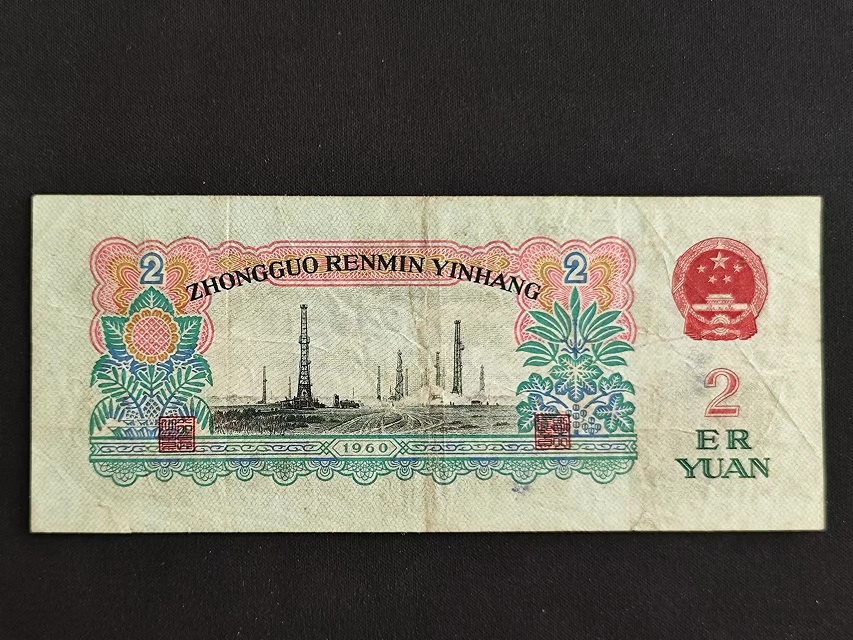 2
ZHONGGUO RENMIN YINHANG
2
1960
2
ER
YUAN